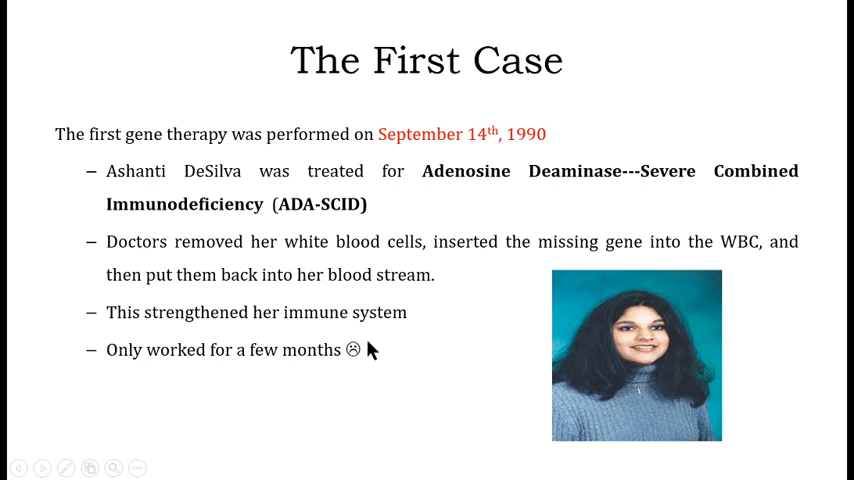 The First Case
The first gene therapy was performed on September 14th, 1990
– Ashanti DeSilva was treated for Adenosine Deaminase---Severe Combined
Immunodeficiency (ADA-SCID)
– Doctors removed her white blood cells, inserted the missing gene into the WBC, and
then put them back into her blood stream.
– This strengthened her immune system
– Only worked for a few months ☹